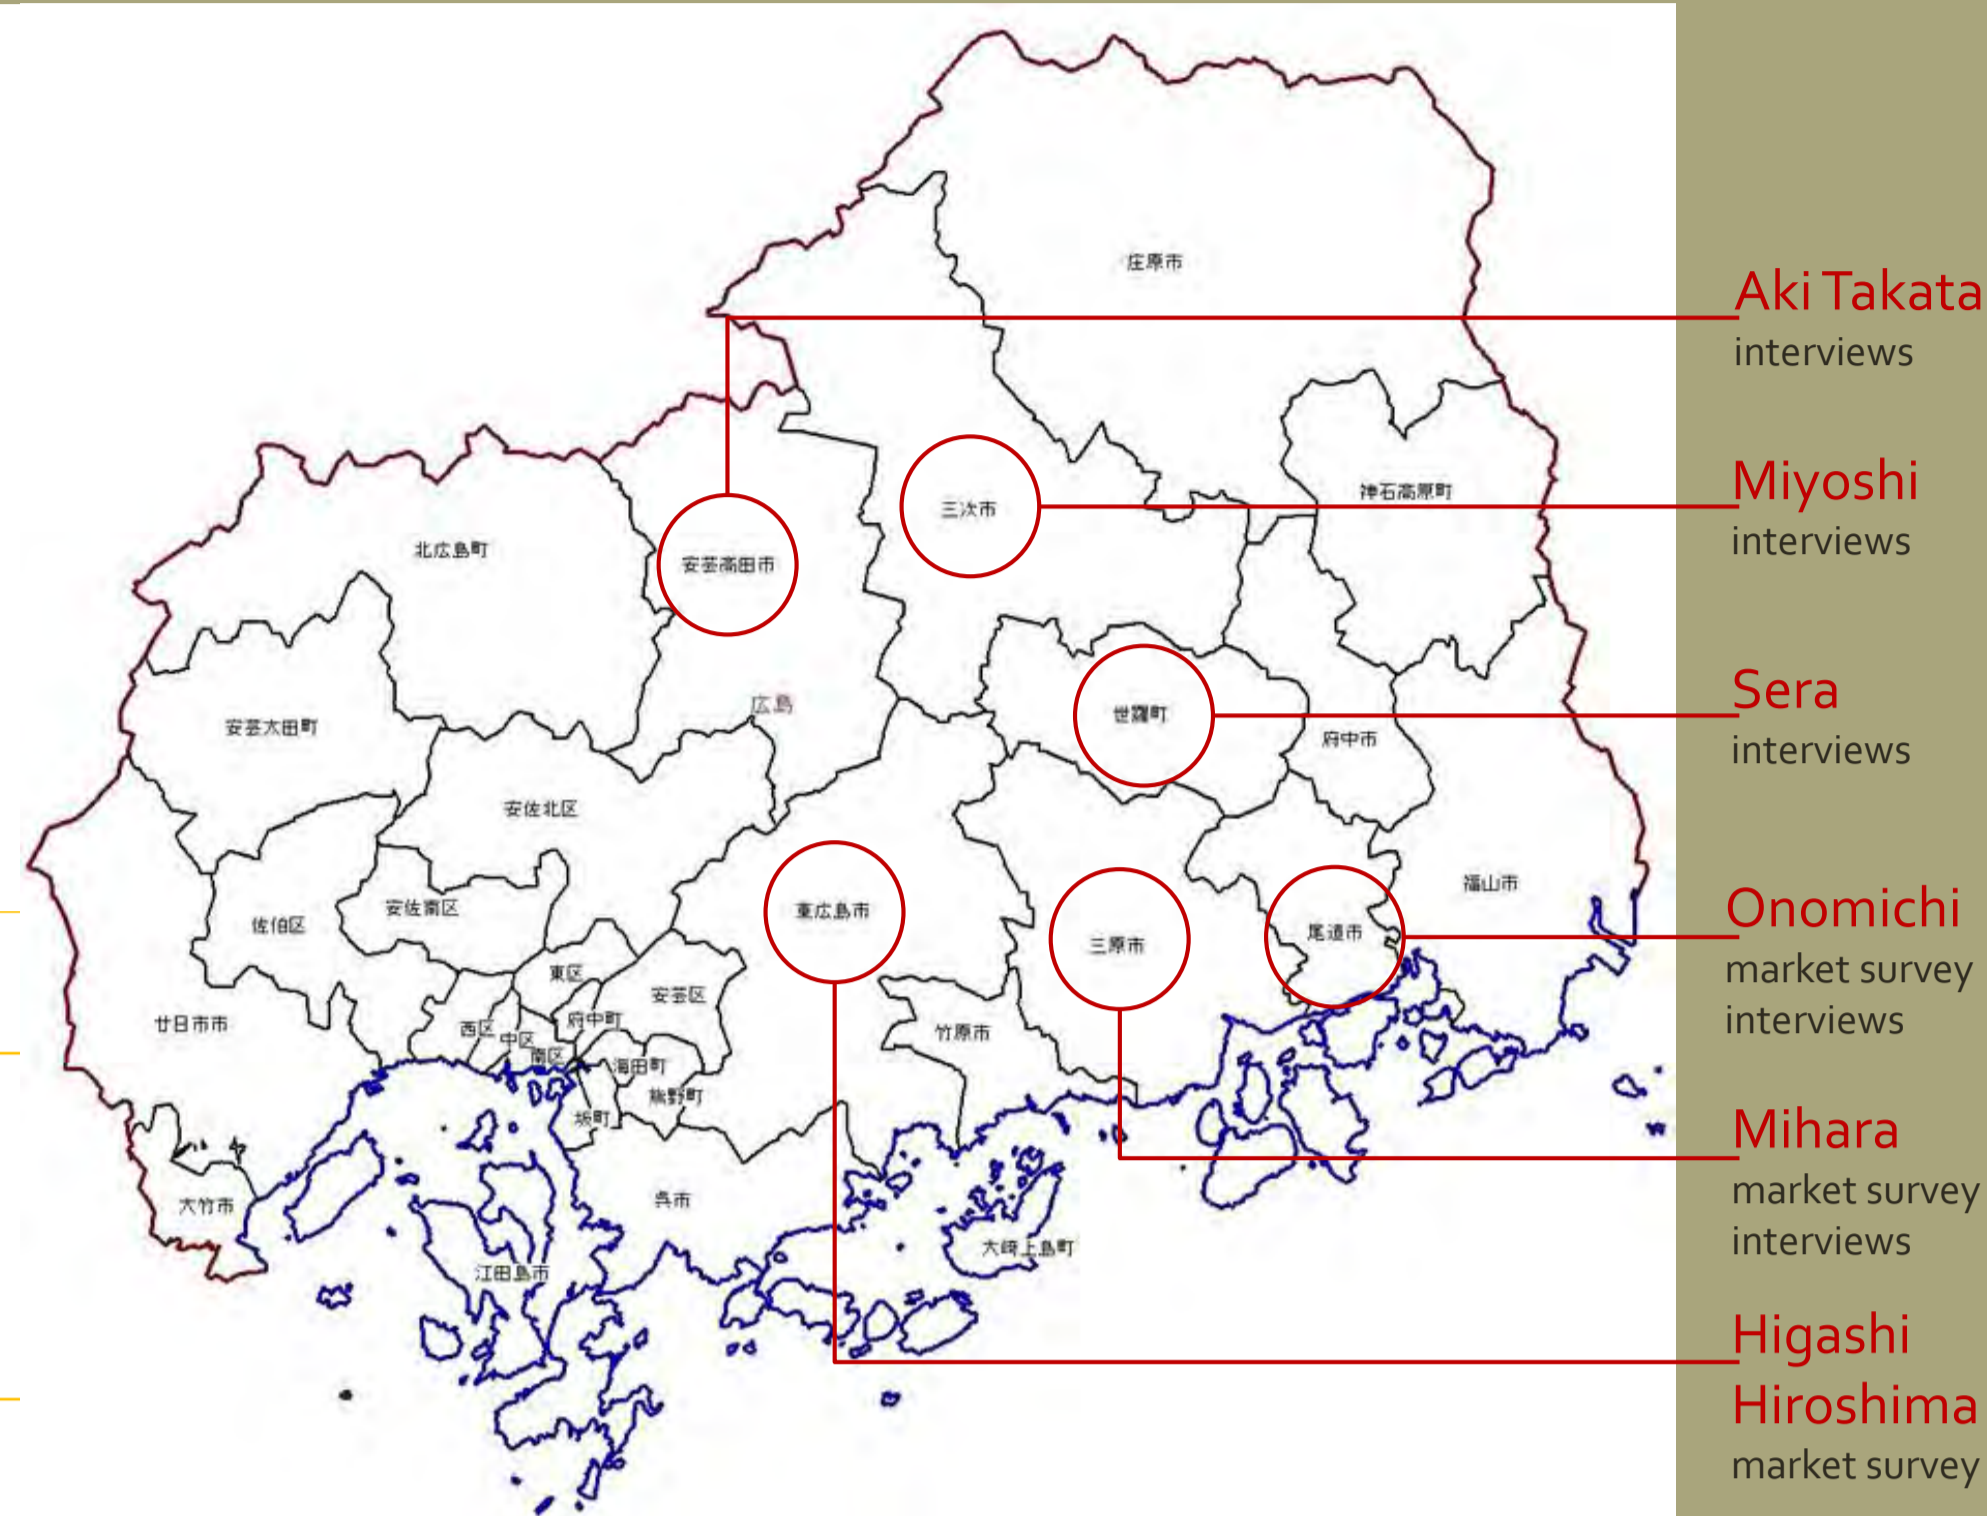 庄原市
Aki Takata
interviews
Miyoshi
interviews
神石高原町
三次市
北広島町
安芸高田市
Sera
interviews
広島
世羅町
安芸太田町
府中市
安佐北区
福山市
Onomichi
market survey
interviews
安佐南区
東広島市
佐伯区
尾道市
三原市
東区
安芸区
廿日市市
西区
中区
府中町
竹原市
南区
海田町
熊野町
坂町
Mihara
market survey
interviews
大竹市
呉市
大崎上島町
江田島市
Higashi
Hiroshima
market survey